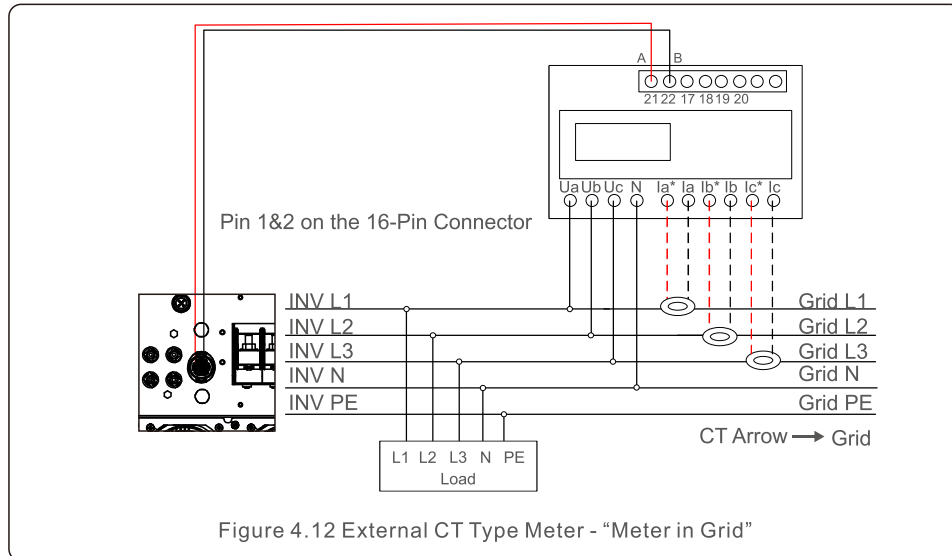 A B
21 22 17 18 19 20
Ua Ub Uc N Ia* Ia Ib* Ib Ic* Ic
Pin 1&2 on the 16-Pin Connector
INV L1 Grid L1
INV L2 Grid L2
INV L3 Grid L3
INV N Grid N
INV PE Grid PE
CT Arrow → Grid
L1 L2 L3 N PE
Load
Figure 4.12 External CT Type Meter - “Meter in Grid”